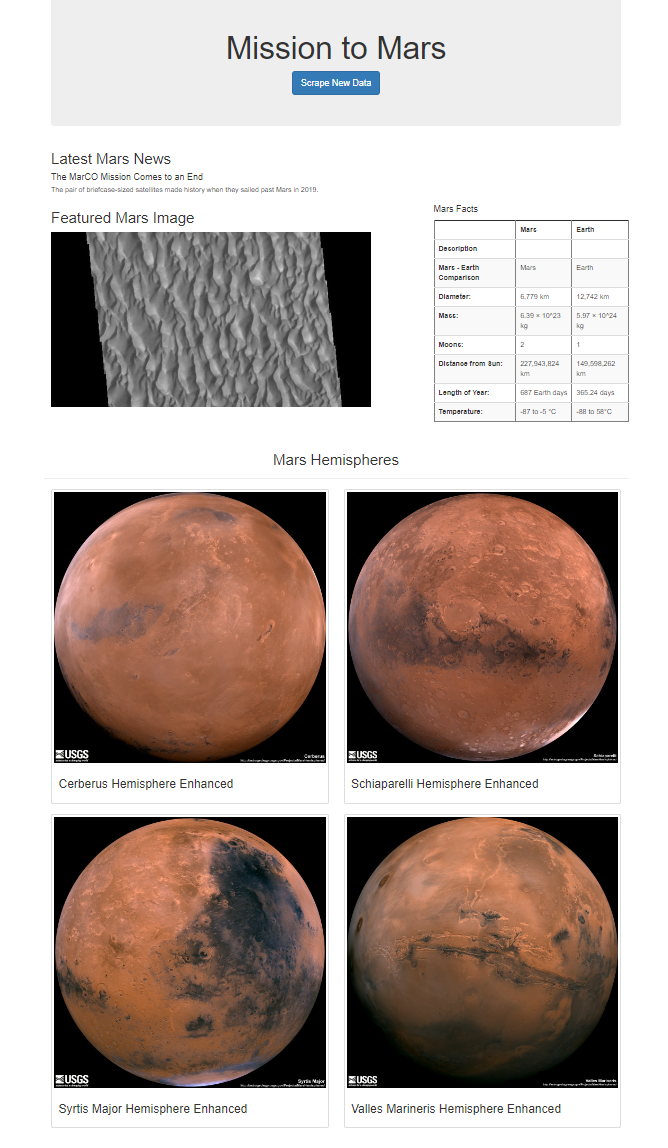 Mission to Mars
Scrape New Data
Latest Mars News
The MarCO Mission Comes to an End
The pair of briefcase-sized satellites made history when they sailed past Mars in 2019.
Featured Mars Image
Mars Facts
Mars Earth
Description
Mars - Earth Mars Earth
Comparison
Diameter: 6,779 km 12,742 km
Mass: 6.39 × 10^23 5.97 × 10^24
kg kg
Moons: 2 1
Distance from Sun: 227,943,824 149,598,262
km km
Length of Year: 687 Earth days 365.24 days
Temperature: -87 to -5 °C -88 to 58°C
Mars Hemispheres
USGS
Cerberus
USGS
Schiaparelli
Cerberus Hemisphere Enhanced
Schiaparelli Hemisphere Enhanced
USGS
Syrtis Major
USGS
Valles Marineris
Syrtis Major Hemisphere Enhanced
Valles Marineris Hemisphere Enhanced